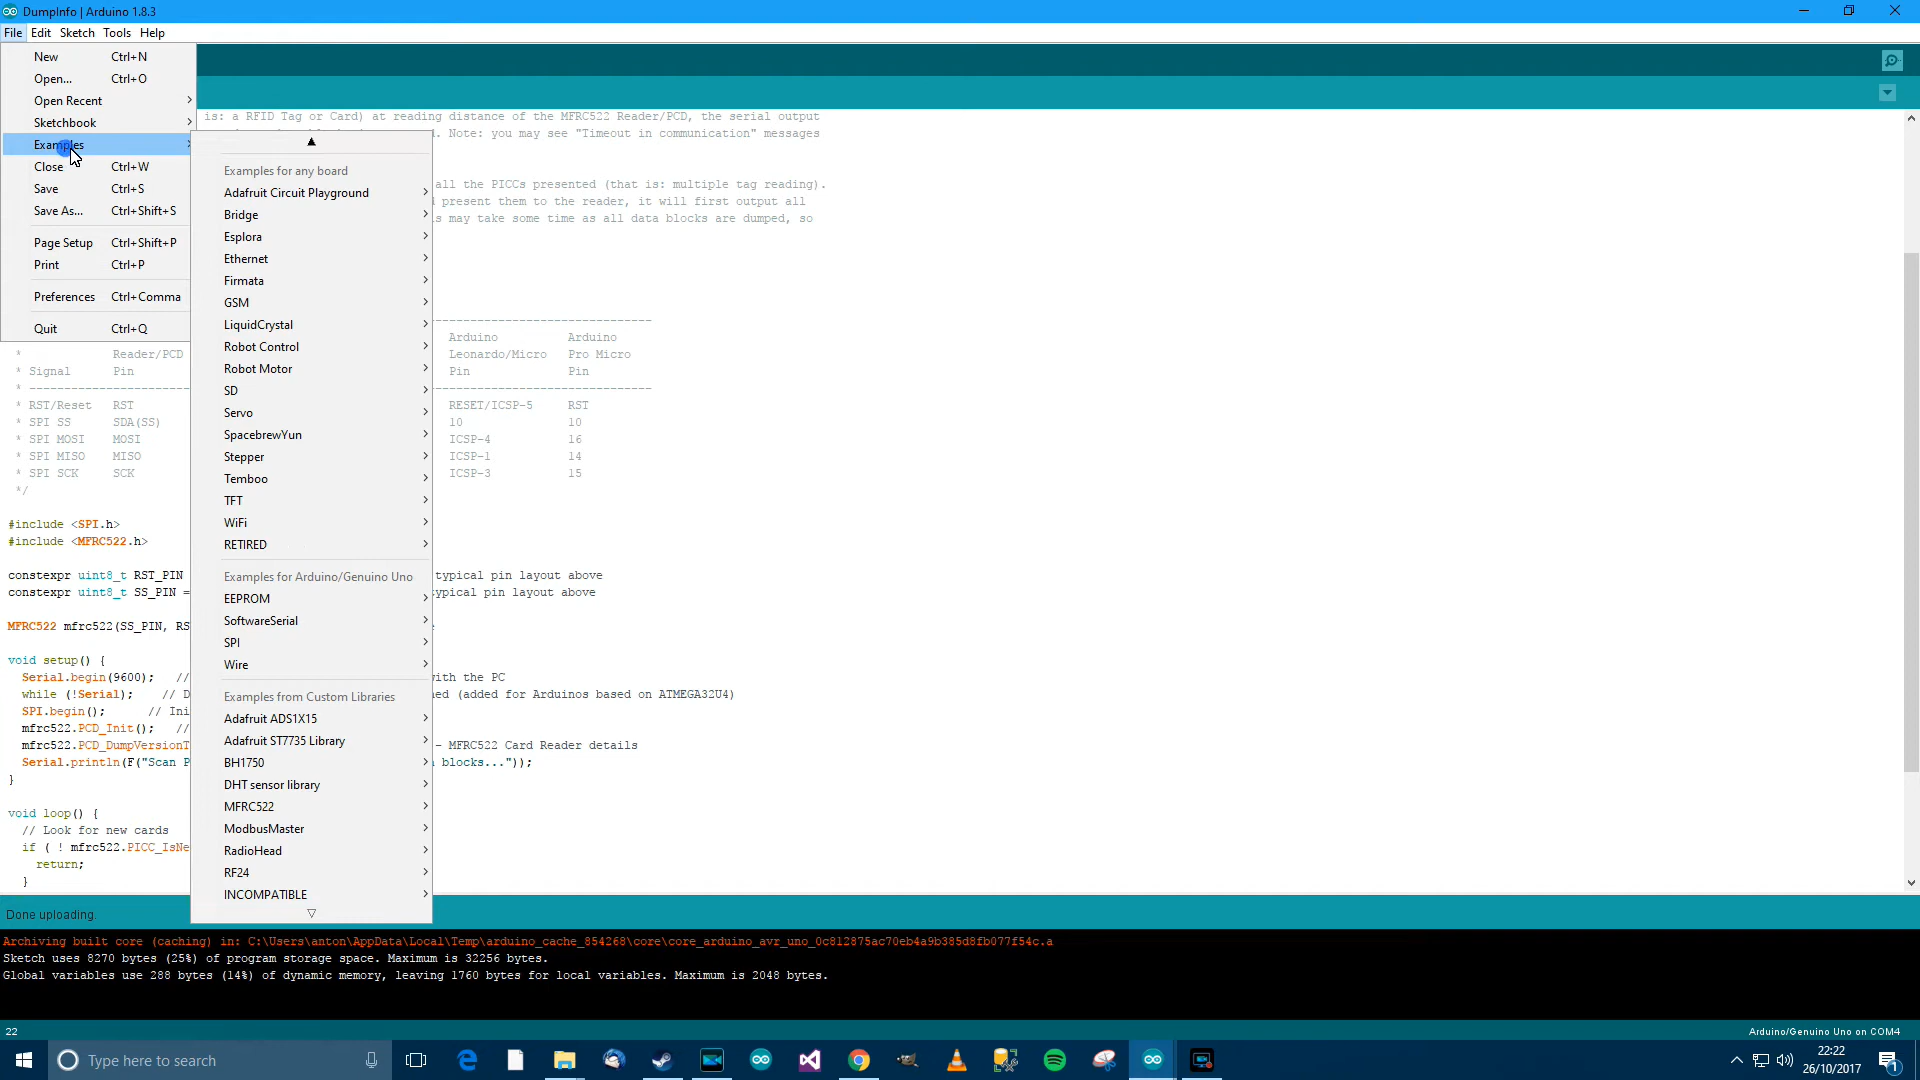 DumpInfo | Arduino 1.8.3
File Edit Sketch Tools Help
New Ctrl+N
Open... Ctrl+O
Open Recent
Sketchbook
Examples
Close Ctrl+W
Save Ctrl+S
Save As... Ctrl+Shift+S
Page Setup Ctrl+Shift+P
Print Ctrl+P
Preferences Ctrl+Comma
Quit Ctrl+Q
Examples for any board
Adafruit Circuit Playground
Bridge
Esplora
Ethernet
Firmata
GSM
LiquidCrystal
Robot Control
Robot Motor
SD
Servo
SpacebrewYun
Stepper
Temboo
TFT
WiFi
RETIRED
Examples for Arduino/Genuino Uno
EEPROM
SoftwareSerial
SPI
Wire
Examples from Custom Libraries
Adafruit ADS1X15
Adafruit ST7735 Library
BH1750
DHT sensor library
MFRC522
ModbusMaster
RadioHead
RF24
INCOMPATIBLE
is: a RFID Tag or Card) at reading distance of the MFRC522 Reader/PCD, the serial output
d. Note: you may see "Timeout in communication" messages
all the PICCs presented (that is: multiple tag reading).
present them to the reader, it will first output all
s may take some time as all data blocks are dumped, so
-------------------------------
Arduino Arduino
* Reader/PCD Leonardo/Micro Pro Micro
* Signal Pin Pin Pin
* ----------------------- -------------------------------
* RST/Reset RST RESET/ICSP-5 RST
* SPI SS SDA(SS) 10 10
* SPI MOSI MOSI ICSP-4 16
* SPI MISO MISO ICSP-1 14
* SPI SCK SCK ICSP-3 15
*/
#include <SPI.h>
#include <MFRC522.h>
constexpr uint8_t RST_PIN typical pin layout above
constexpr uint8_t SS_PIN = ypical pin layout above
MFRC522 mfrc522(SS_PIN, RS
void setup() {
Serial.begin(9600); // with the PC
while (!Serial); // D ned (added for Arduinos based on ATMEGA32U4)
SPI.begin(); // Ini
mfrc522.PCD_Init(); //
mfrc522.PCD_DumpVersionT - MFRC522 Card Reader details
Serial.println(F("Scan P blocks..."));
}
void loop() {
// Look for new cards
if ( ! mfrc522.PICC_IsNe
return;
}
Done uploading.
Archiving built core (caching) in: C:\Users\anton\AppData\Local\Temp\arduino_cache_854268\core\core_arduino_avr_uno_0c812875ac70eb4a9b385d8fb077f54c.a
Sketch uses 8270 bytes (25%) of program storage space. Maximum is 32256 bytes.
Global variables use 288 bytes (14%) of dynamic memory, leaving 1760 bytes for local variables. Maximum is 2048 bytes.
22 Arduino/Genuino Uno on COM4
Type here to search
22:22
26/10/2017
1